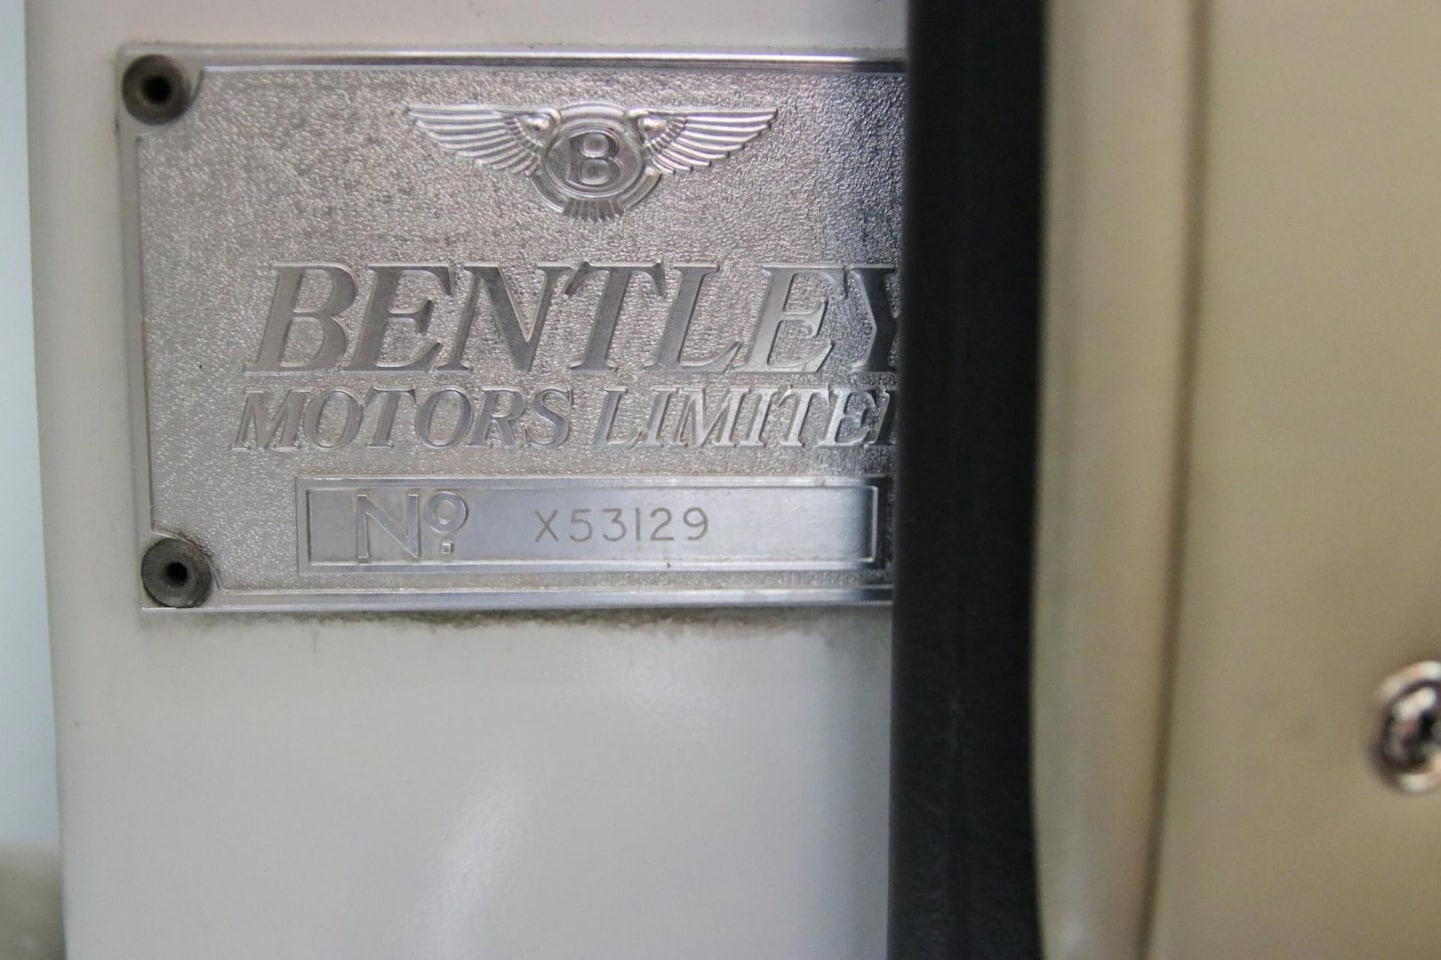 B
BENTLEY
MOTORS LIMITE
Nº X53129